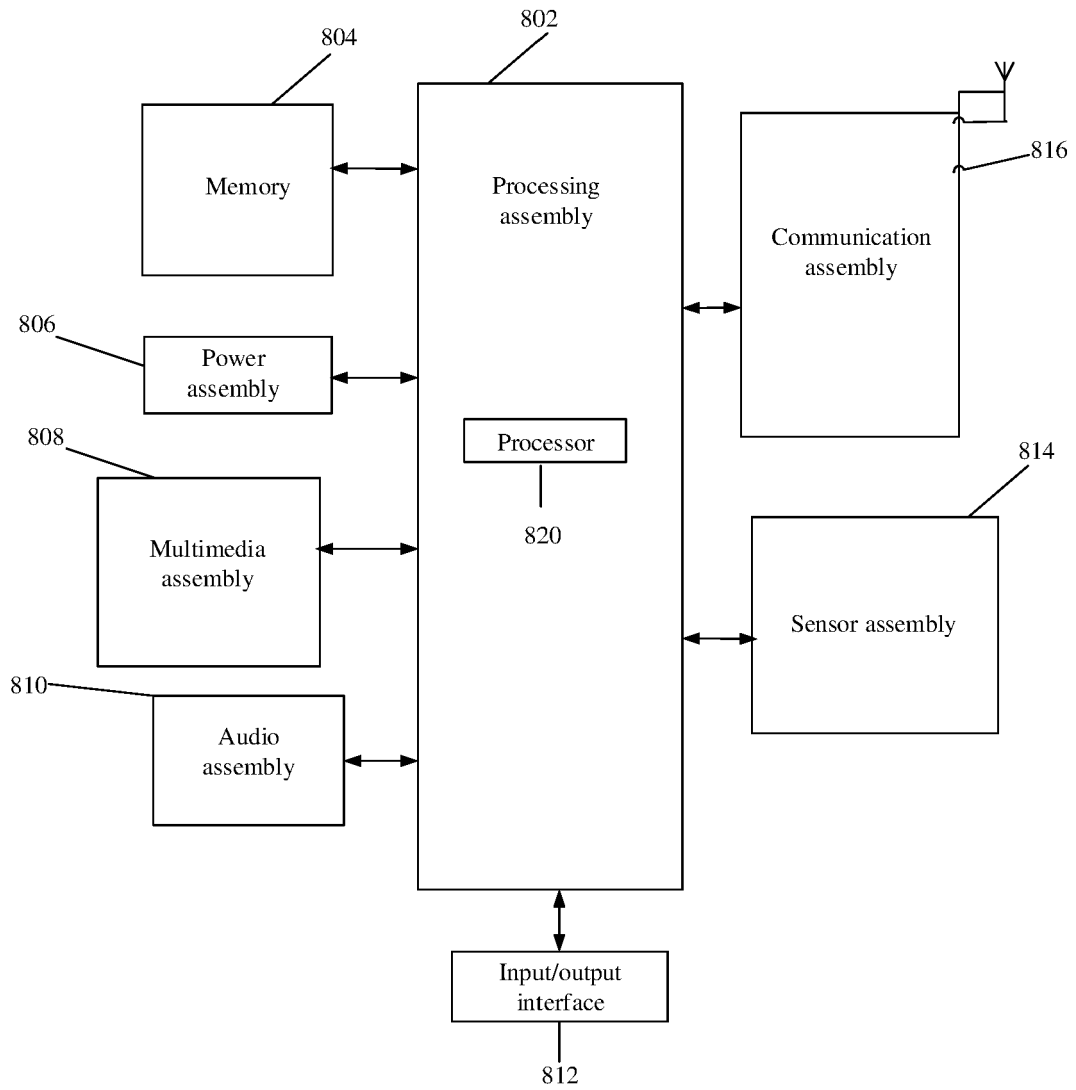 802
804
Memory
Processing
assembly
816
Communication
assembly
806
Power
assembly
808
Processor
820
814
Multimedia
assembly
Sensor assembly
810
Audio
assembly
Input/output
interface
812